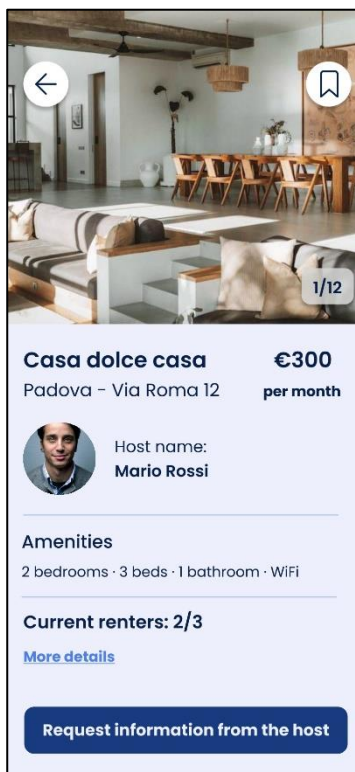 1/12
Casa dolce casa €300
Padova - Via Roma 12 per month
Host name:
Mario Rossi
Amenities
2 bedrooms · 3 beds · 1 bathroom · WiFi
Current renters: 2/3
More details
Request information from the host